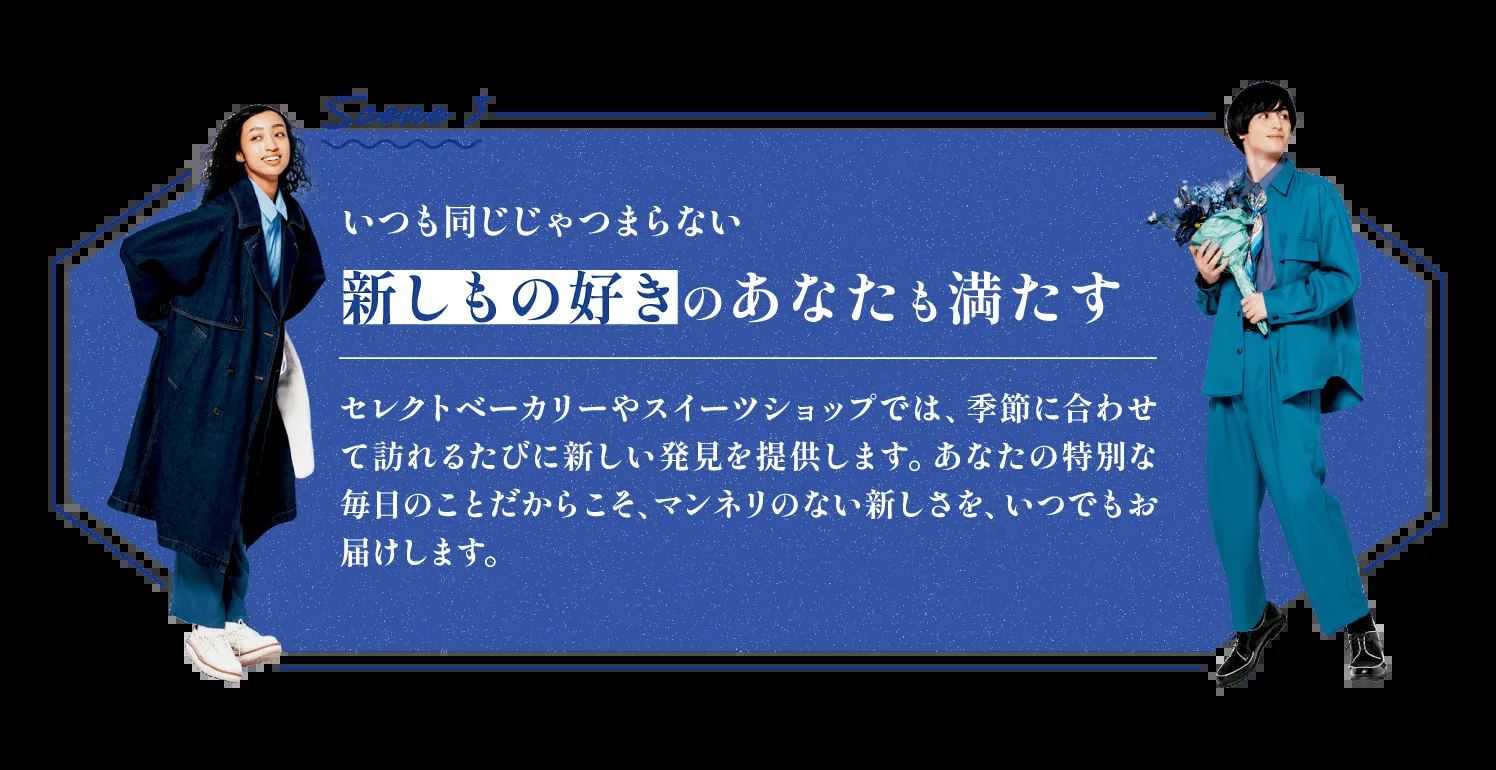 Scene 3
いつも同じじゃつまらない
新しもの好きのあなたも満たす
セレクトベーカリーやスイーツショップでは、季節に合わせ
て訪れるたびに新しい発見を提供します。あなたの特別な
毎日のことだからこそ、マンネリのない新しさを、いつでもお
届けします。